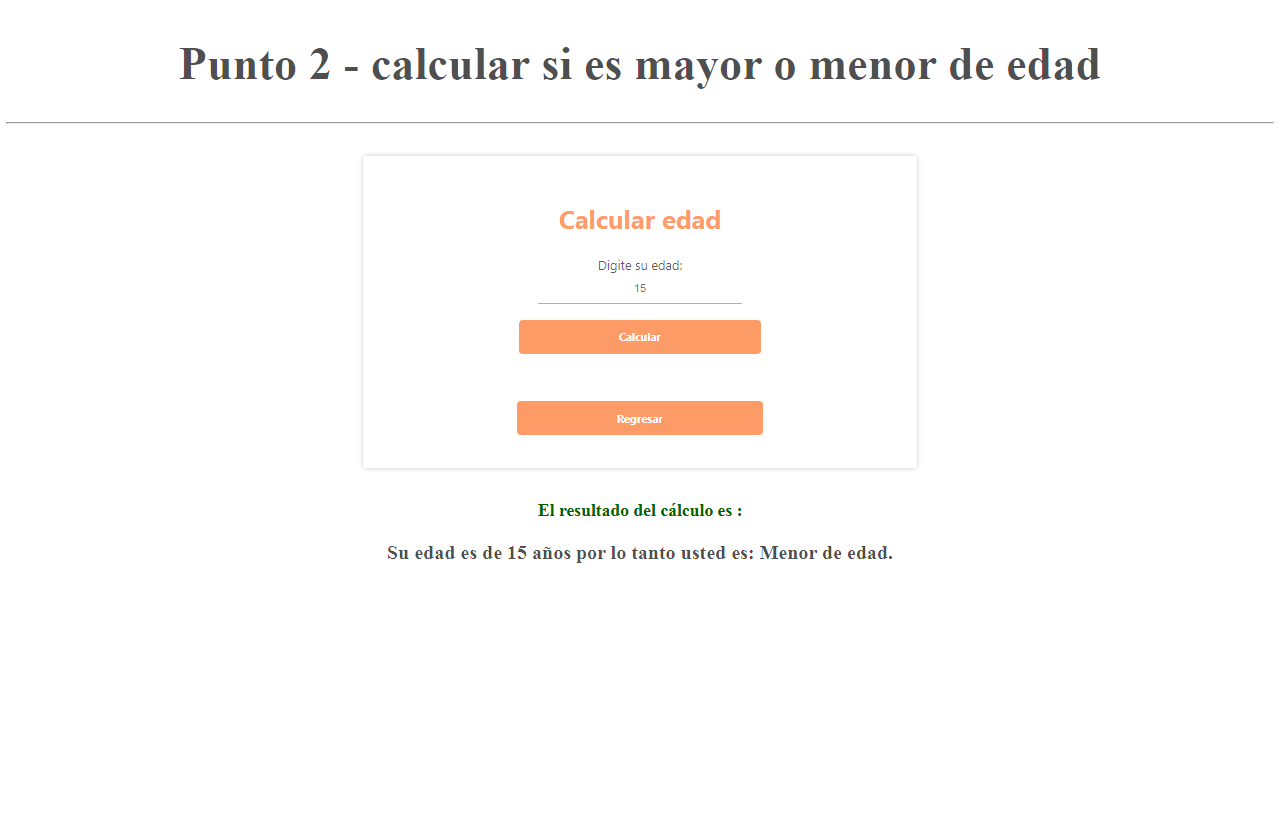 Punto 2 - calcular si es mayor o menor de edad
Calcular edad
Digite su edad:
15
Calcular
Regresar
El resultado del cálculo es :
Su edad es de 15 años por lo tanto usted es: Menor de edad.